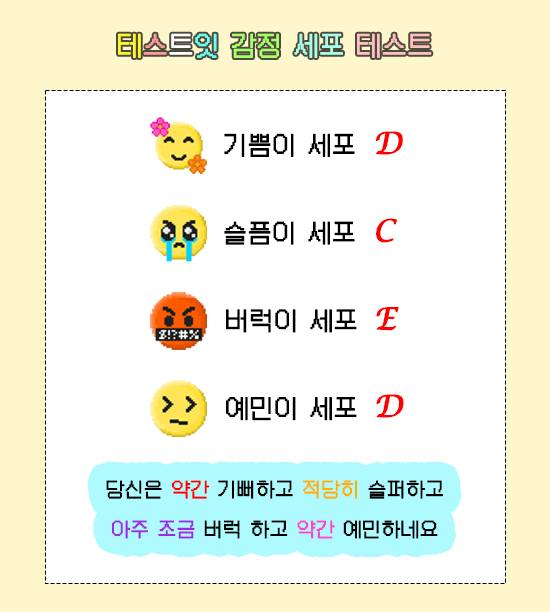 테스트잇 감정 세포 테스트
기쁨이 세포 D
슬픔이 세포 C
$!?#%
버럭이 세포 E
예민이 세포 D
당신은 약간 기뻐하고 적당히 슬퍼하고
아주 조금 버럭 하고 약간 예민하네요